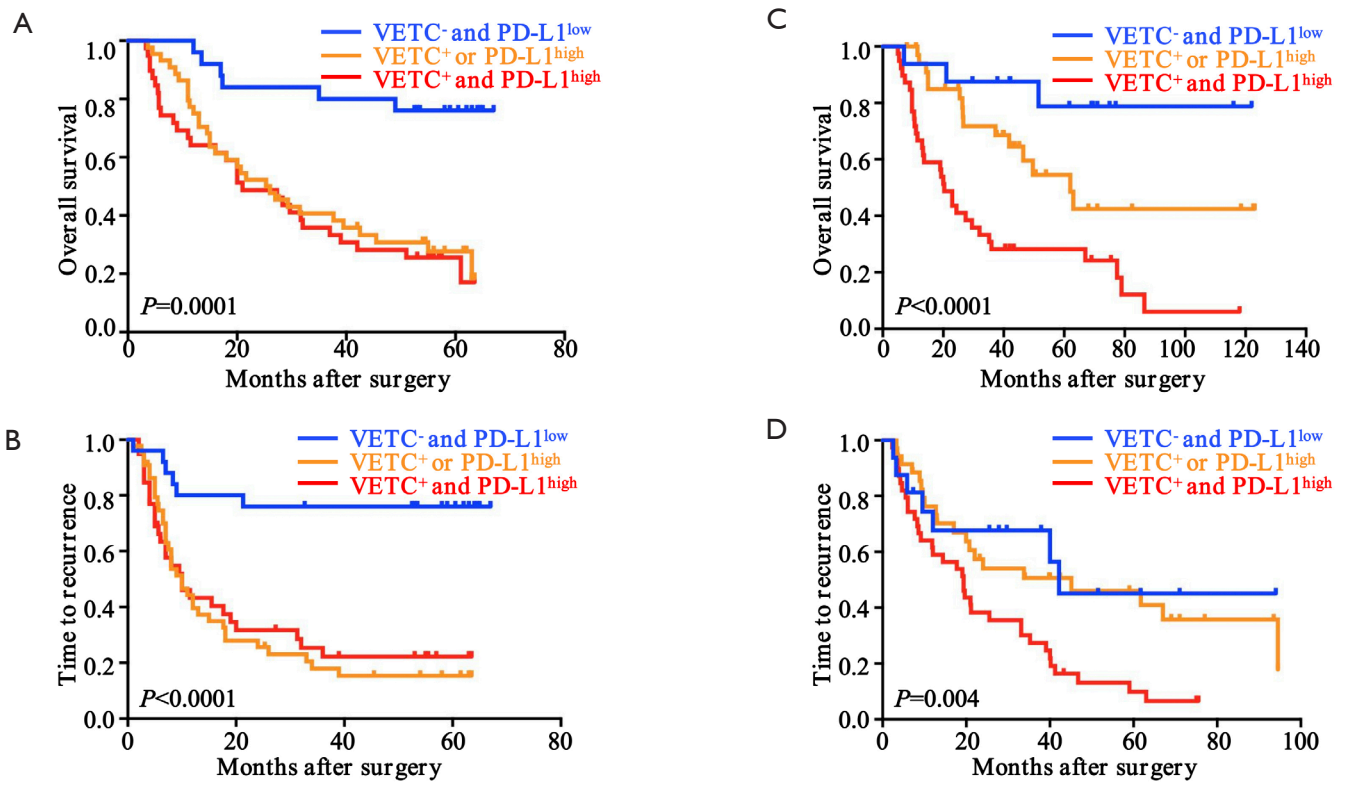 A
VETC- and PD-L1low
VETC+ or PD-L1high
VETC+ and PD-L1high
Overall survival
1.0
0.8
0.6
0.4
0.2
0.0
P=0.0001
0 20 40 60 80
Months after surgery
B
VETC- and PD-L1low
VETC+ or PD-L1high
VETC+ and PD-L1high
Time to recurrence
1.0
0.8
0.6
0.4
0.2
0.0
P<0.0001
0 20 40 60 80
Months after surgery
C
VETC- and PD-L1low
VETC+ or PD-L1high
VETC+ and PD-L1high
Overall survival
1.0
0.8
0.6
0.4
0.2
0.0
P<0.0001
0 20 40 60 80 100 120 140
Months after surgery
D
VETC- and PD-L1low
VETC+ or PD-L1high
VETC+ and PD-L1high
Time to recurrence
1.0
0.8
0.6
0.4
0.2
0.0
P=0.004
0 20 40 60 80 100
Months after surgery